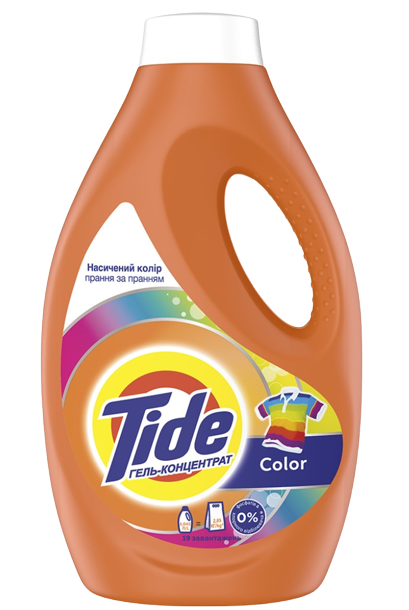 Насичений колір
прання за пранням
Tide
ГЕЛЬ-КОНЦЕНТРАТ
Color
=
0%
19 завантажень